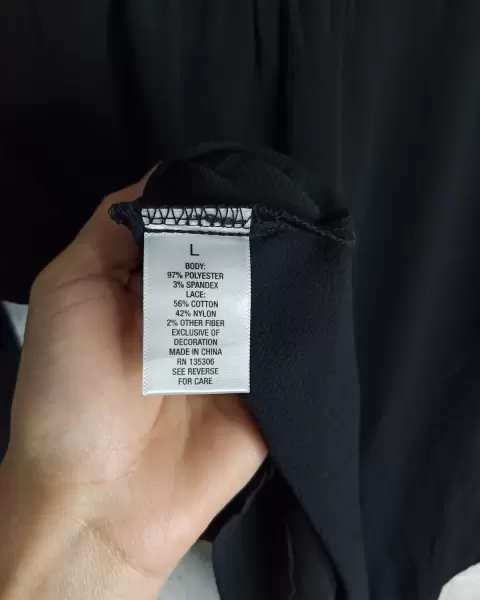 L
BODY:
97% POLYESTER
3% SPANDEX
LACE:
56% COTTON
42% NYLON
2% OTHER FIBER
EXCLUSIVE OF
DECORATION
MADE IN CHINA
RN 135306
SEE REVERSE
FOR CARE